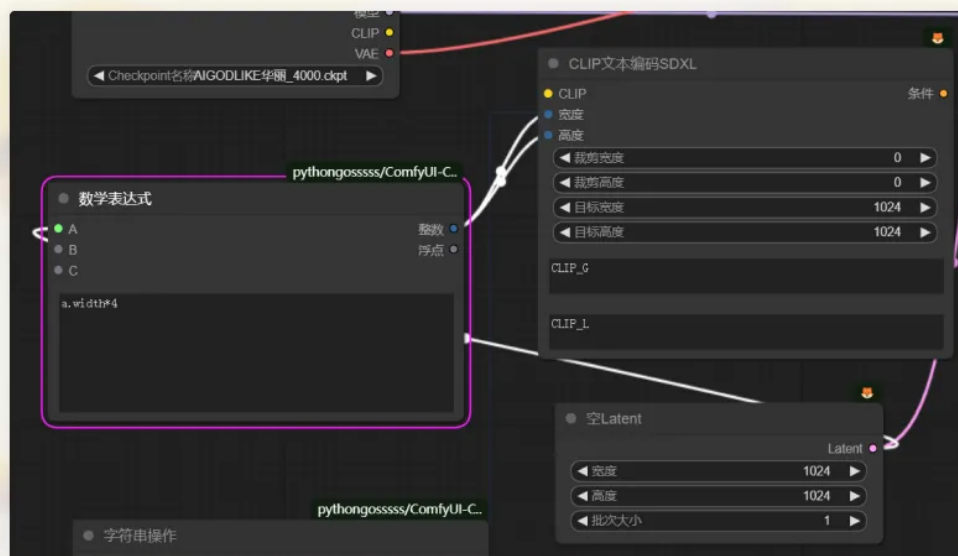 模型
CLIP
VAE
Checkpoint名称 AIGODLIKE华丽_4000.ckpt
pythongosssss/ComfyUI-C..
数学表达式
A
整数
B
浮点
C
a.width*4
CLIP文本编码SDXL
CLIP
条件
宽度
高度
裁剪宽度 0
裁剪高度 0
目标宽度 1024
目标高度 1024
CLIP_G
CLIP_L
空Latent
Latent
宽度 1024
高度 1024
批次大小 1
pythongosssss/ComfyUI-C..
字符串操作